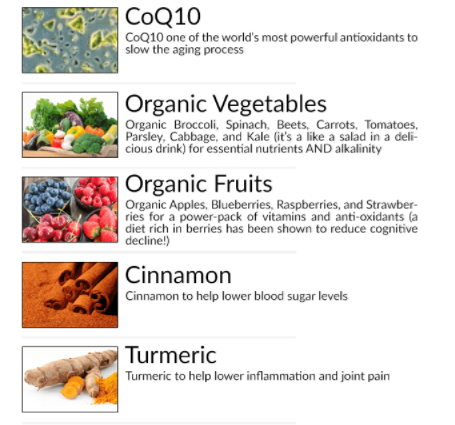 CoQ10
CoQ10 one of the world's most powerful antioxidants to
slow the aging process
Organic Vegetables
Organic Broccoli, Spinach, Beets, Carrots, Tomatoes,
Parsley, Cabbage, and Kale (it's a like a salad in a deli-
cious drink) for essential nutrients AND alkalinity
Organic Fruits
Organic Apples, Blueberries, Raspberries, and Strawber-
ries for a power-pack of vitamins and anti-oxidants (a
diet rich in berries has been shown to reduce cognitive
decline!)
Cinnamon
Cinnamon to help lower blood sugar levels
Turmeric
Turmeric to help lower inflammation and joint pain